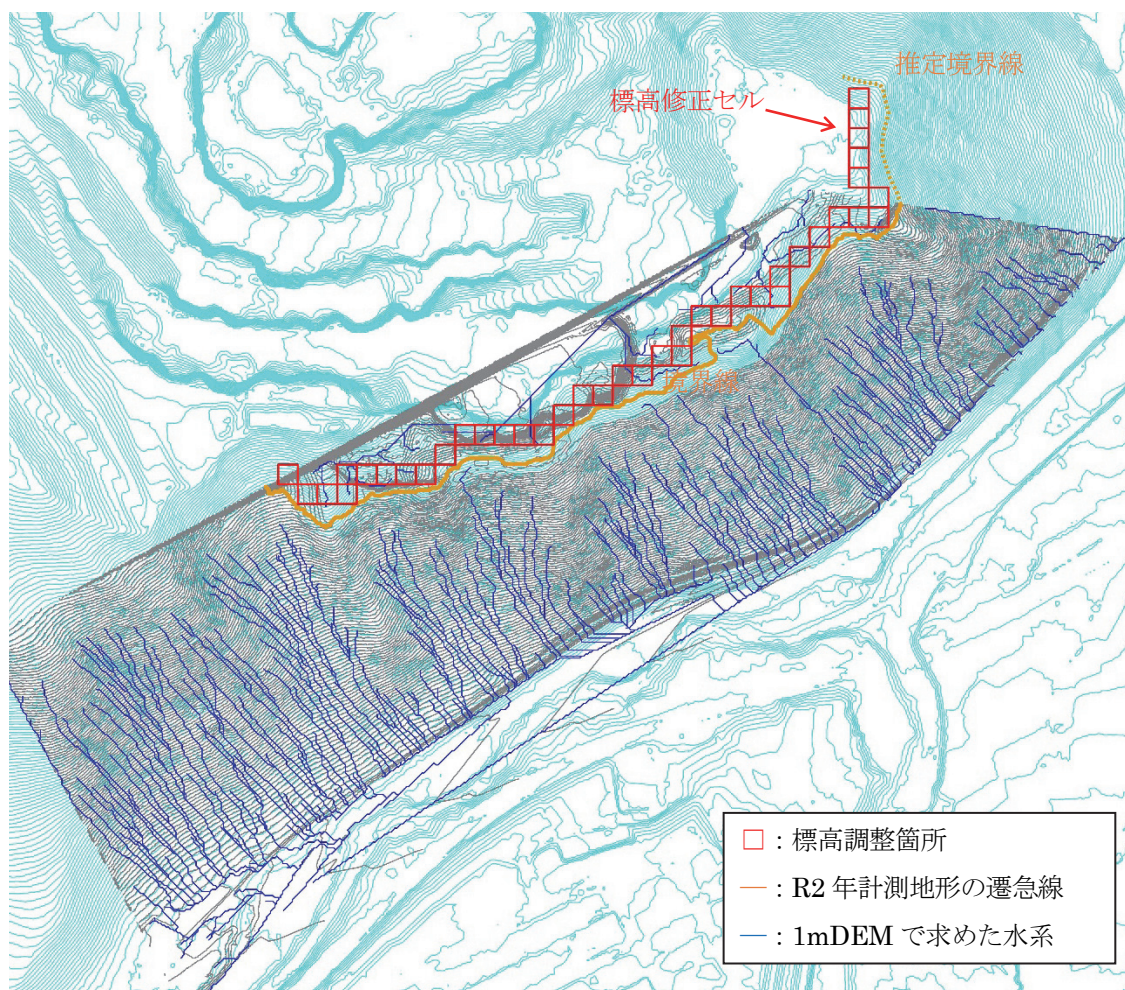 推定境界線
標高修正セル
境界線
□：標高調整箇所
―：R2 年計測地形の遷急線
―：1mDEM で求めた水系